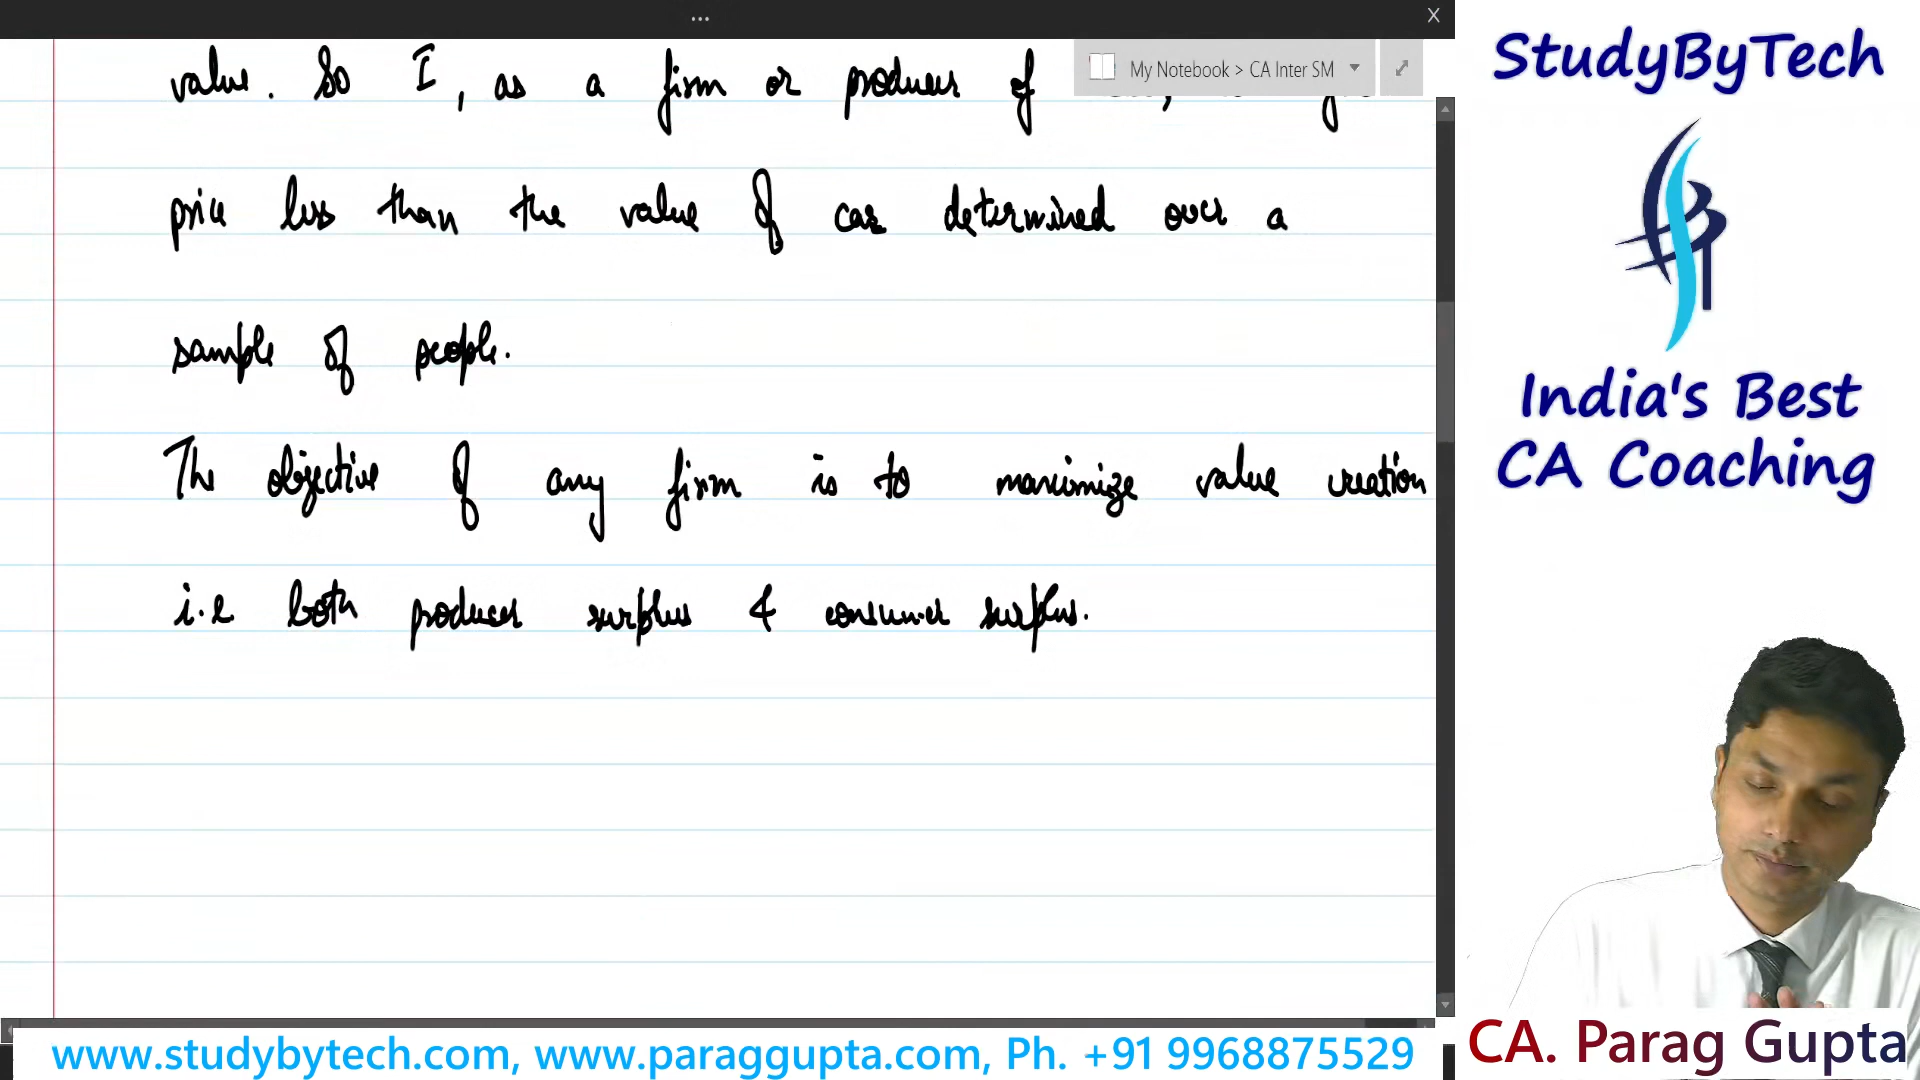 ... X
My Notebook > CA Inter SM
value. So I, as a firm or producer of
price less than the value of car determined over a
sample of people.
The objective of any firm is to maximize value creation
i.e both producer surplus & consumer surplus.
StudyByTech
India's Best
CA Coaching
www.studybytech.com, www.paraggupta.com, Ph. +91 9968875529
CA. Parag Gupta